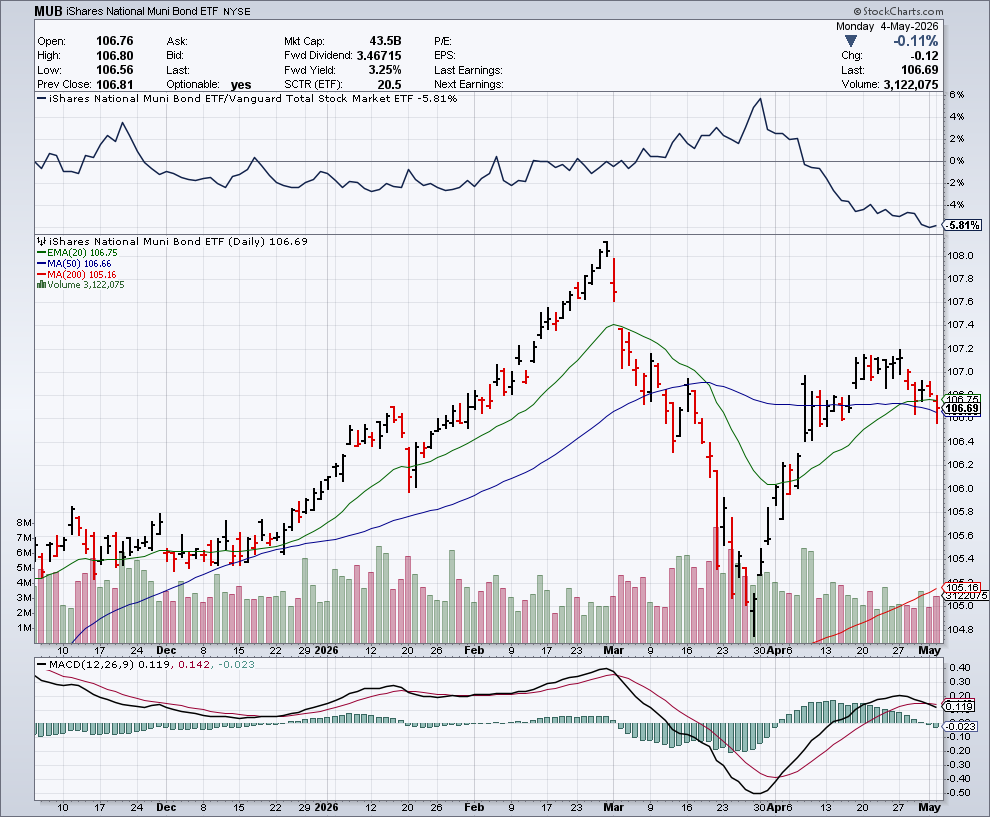 MUB iShares National Muni Bond ETF NYSE
© StockCharts.com
Monday 4-May-2026
Open: 106.76 Ask: Mkt Cap: 43.5B P/E: -0.11%
High: 106.80 Bid: Fwd Dividend: 3.46715 EPS: Chg: -0.12
Low: 106.56 Last: Fwd Yield: 3.25% Last Earnings: Last: 106.69
Prev Close: 106.81 Optionable: yes SCTR (ETF): 20.5 Next Earnings: Volume: 3,122,075
iShares National Muni Bond ETF/Vanguard Total Stock Market ETF -5.81%
6%
4%
2%
0%
-2%
-4%
-5.81%
iShares National Muni Bond ETF (Daily) 106.69
EMA(20) 106.75
MA(50) 106.66
MA(200) 105.16
Volume 3,122,075
108.0
107.8
107.6
107.4
107.2
107.0
106.75
106.69
106.4
106.2
106.0
105.8
105.6
105.4
105.16
3122075
105.0
104.8
8M
7M
6M
5M
4M
3M
2M
1M
10 17 24 Dec 8 15 22 29 2026 12 20 26 Feb 9 17 23 Mar 9 16 23 30 Apr 6 13 20 27 May
MACD(12,26,9) 0.119, 0.142, -0.023
0.40
0.30
0.20
0.119
-0.023
-0.10
-0.20
-0.30
-0.40
-0.50
10 17 24 Dec 8 15 22 29 2026 12 20 26 Feb 9 17 23 Mar 9 16 23 30 Apr 6 13 20 27 May